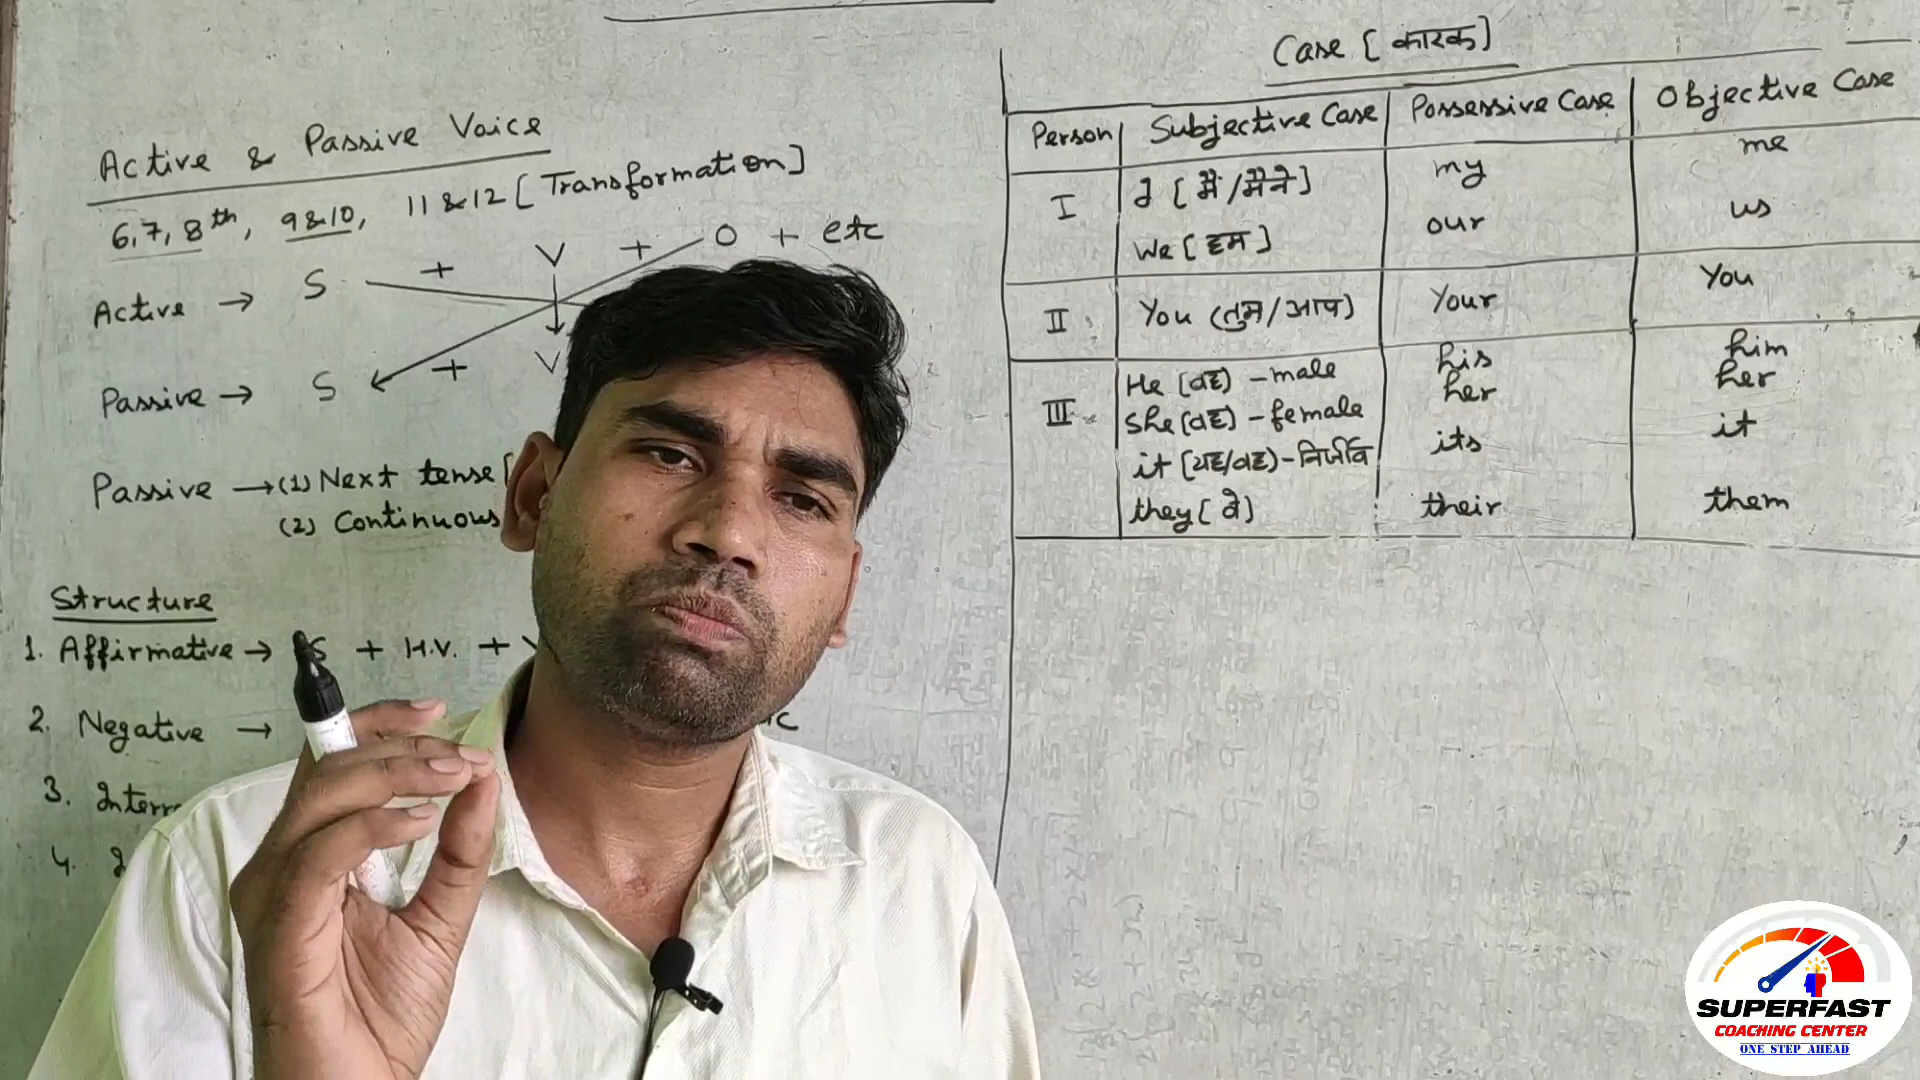 Active & Passive Voice
6,7,8th, 9&10, 11&12 [Transformation]
Active → S + V + O + etc
Passive → S + V
Passive → (1) Next tense [
(2) Continuous
Structure
1. Affirmative → S + H.V. +
2. Negative →
3.
4.
Case [कारक]
Person Subjective Case Possessive Case Objective Case
I I [मैं/मैंने] my me
We [हम] our us
II You (तुम/आप) Your You
III He [वह) - male his him
She [वह) - female her her
it [यह/वह) - निर्जीव its it
they [वे) their them
SUPERFAST
COACHING CENTER
ONE STEP AHEAD